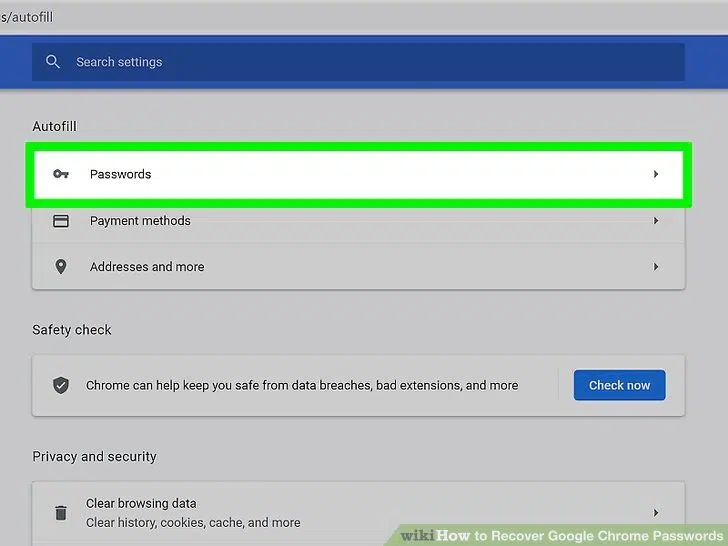 s/autofill
Search settings
Autofill
Passwords
Payment methods
Addresses and more
Safety check
Chrome can help keep you safe from data breaches, bad extensions, and more
Check now
Privacy and security
Clear browsing data
Clear history, cookies, cache, and more
wikiHow to Recover Google Chrome Passwords